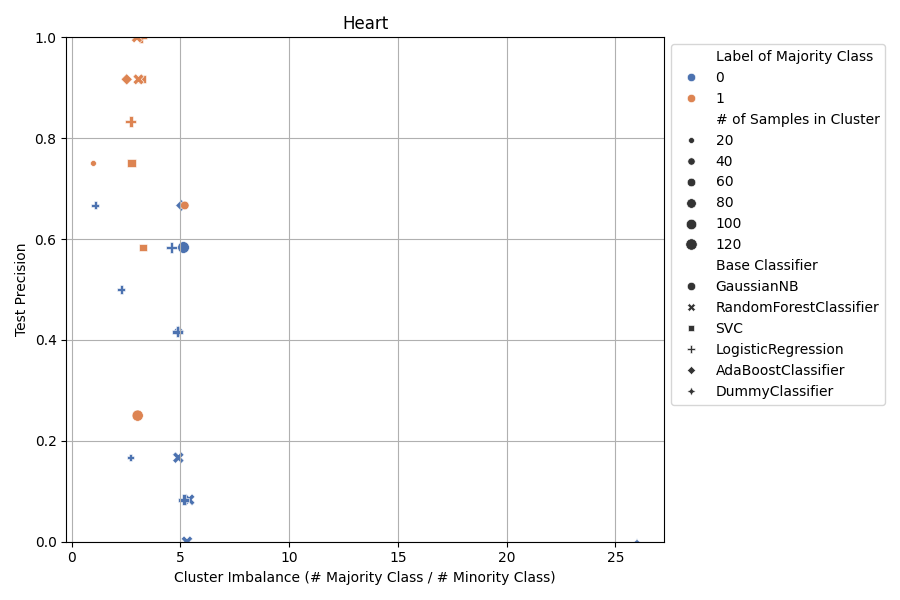 Heart
1.0
0.8
0.6
0.4
0.2
0.0
Test Precision
0
5
10
15
20
25
Cluster Imbalance (# Majority Class / # Minority Class)
Label of Majority Class
0
1
# of Samples in Cluster
20
40
60
80
100
120
Base Classifier
GaussianNB
RandomForestClassifier
SVC
LogisticRegression
AdaBoostClassifier
DummyClassifier